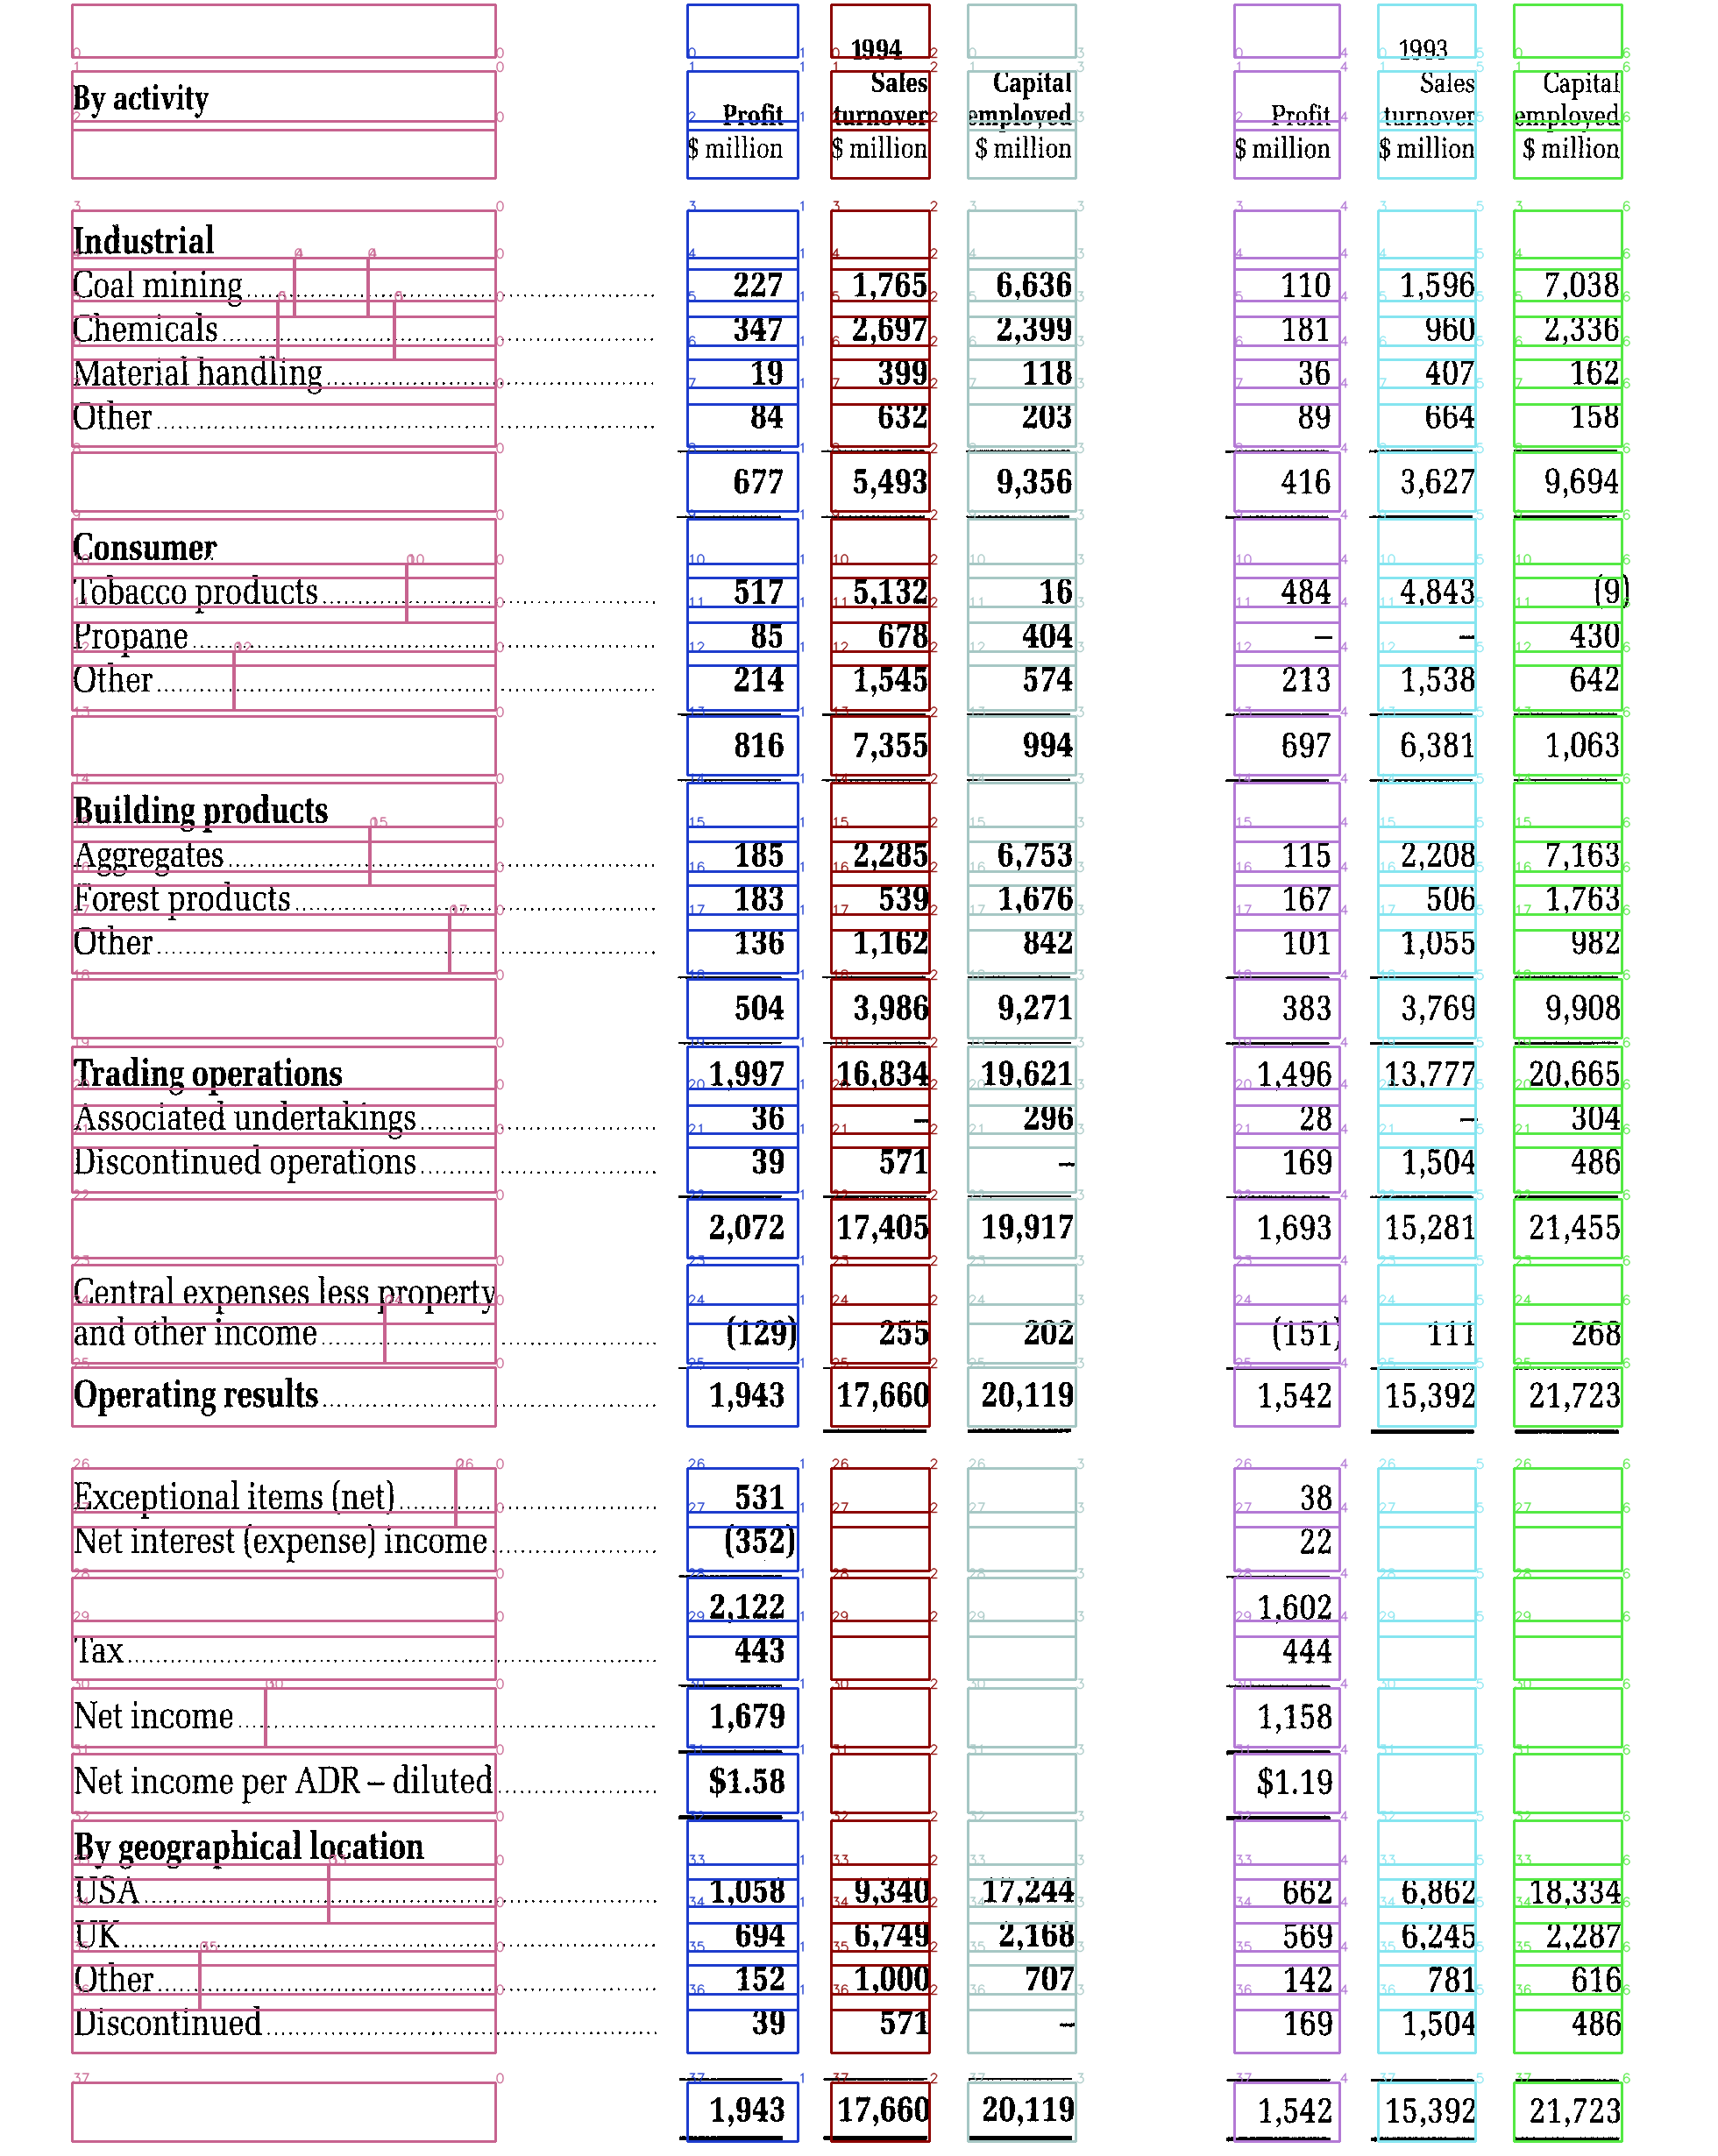 1994 1993
Sales Capital Sales Capital
By activity Profit turnover employed Profit turnover employed
$ million $ million $ million $ million $ million $ million
Industrial
Coal mining 227 1,765 6,636 110 1,596 7,038
Chemicals 347 2,697 2,399 181 960 2,336
Material handling 19 399 118 36 407 162
Other 84 632 203 89 664 158
677 5,493 9,356 416 3,627 9,694
Consumer
Tobacco products 517 5,132 16 484 4,843 (9)
Propane 85 678 404 – – 430
Other 214 1,545 574 213 1,538 642
816 7,355 994 697 6,381 1,063
Building products
Aggregates 185 2,285 6,753 115 2,208 7,163
Forest products 183 539 1,676 167 506 1,763
Other 136 1,162 842 101 1,055 982
504 3,986 9,271 383 3,769 9,908
Trading operations 1,997 16,834 19,621 1,496 13,777 20,665
Associated undertakings 36 – 296 28 – 304
Discontinued operations 39 571 – 169 1,504 486
2,072 17,405 19,917 1,693 15,281 21,455
Central expenses less property
and other income (129) 255 202 (151) 111 268
Operating results 1,943 17,660 20,119 1,542 15,392 21,723
Exceptional items (net) 531 38
Net interest (expense) income (352) 22
2,122 1,602
Tax 443 444
Net income 1,679 1,158
Net income per ADR – diluted $1.58 $1.19
By geographical location
USA 1,058 9,340 17,244 662 6,862 18,334
UK 694 6,749 2,168 569 6,245 2,287
Other 152 1,000 707 142 781 616
Discontinued 39 571 – 169 1,504 486
1,943 17,660 20,119 1,542 15,392 21,723